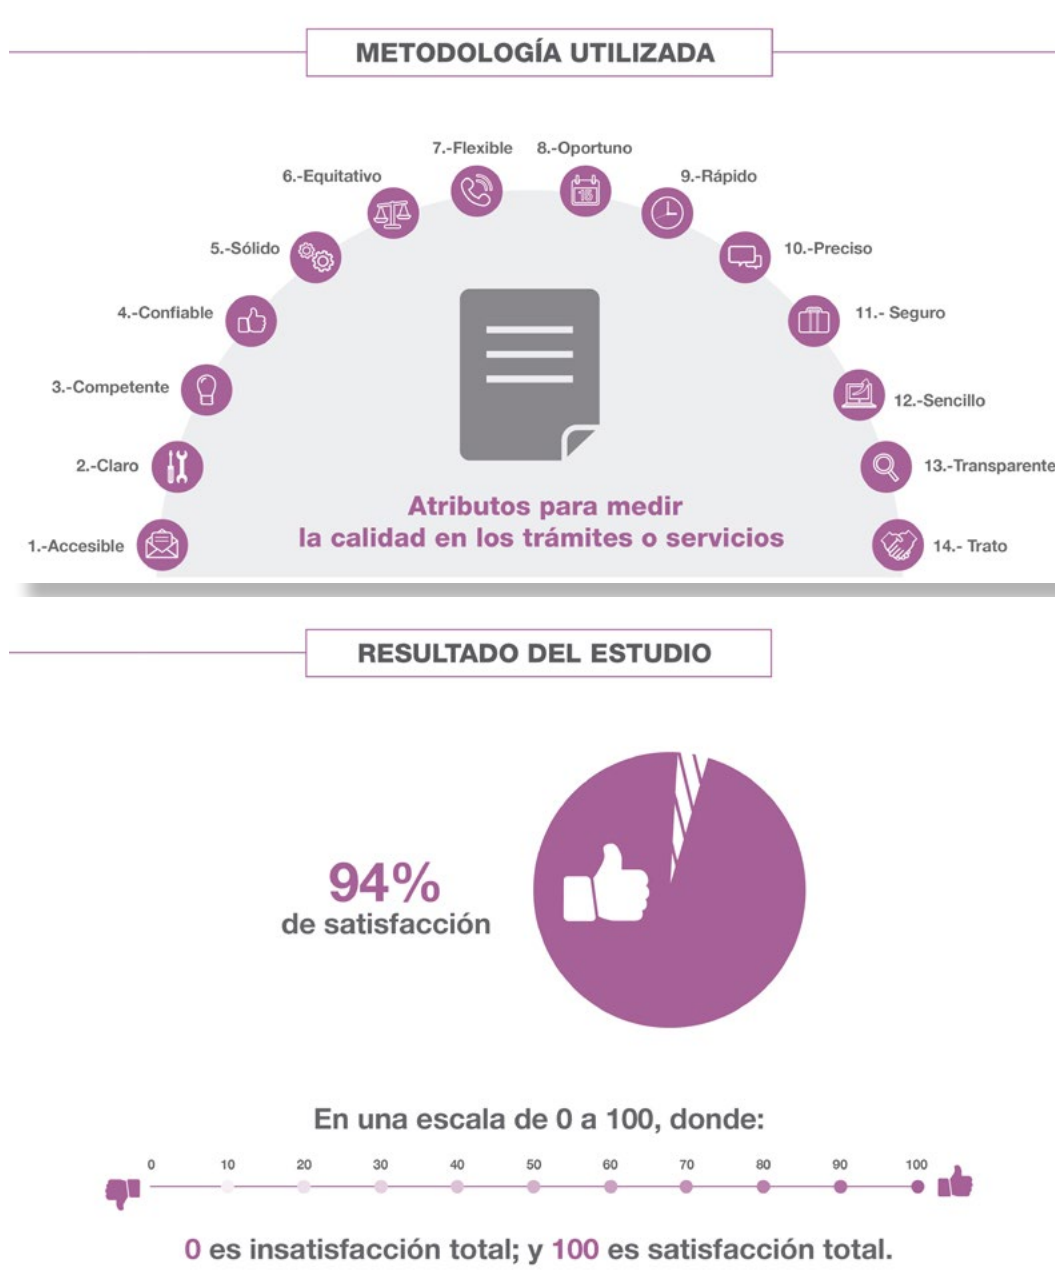 METODOLOGÍA UTILIZADA
7.-Flexible
8.-Oportuno
6.-Equitativo
9.-Rápido
5.-Sólido
10.-Preciso
4.-Confiable
11.- Seguro
3.-Competente
12.-Sencillo
2.-Claro
13.-Transparente
1.-Accesible
14.- Trato
15
Atributos para medir
la calidad en los trámites o servicios
RESULTADO DEL ESTUDIO
94%
de satisfacción
En una escala de 0 a 100, donde:
0 10 20 30 40 50 60 70 80 90 100
0 es insatisfacción total; y 100 es satisfacción total.